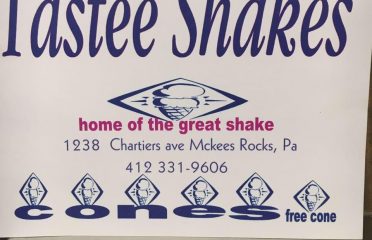 Tastee Shakes
home of the great shake
1238 Chartiers ave Mckees Rocks, Pa
412 331-9606
cones
free cone